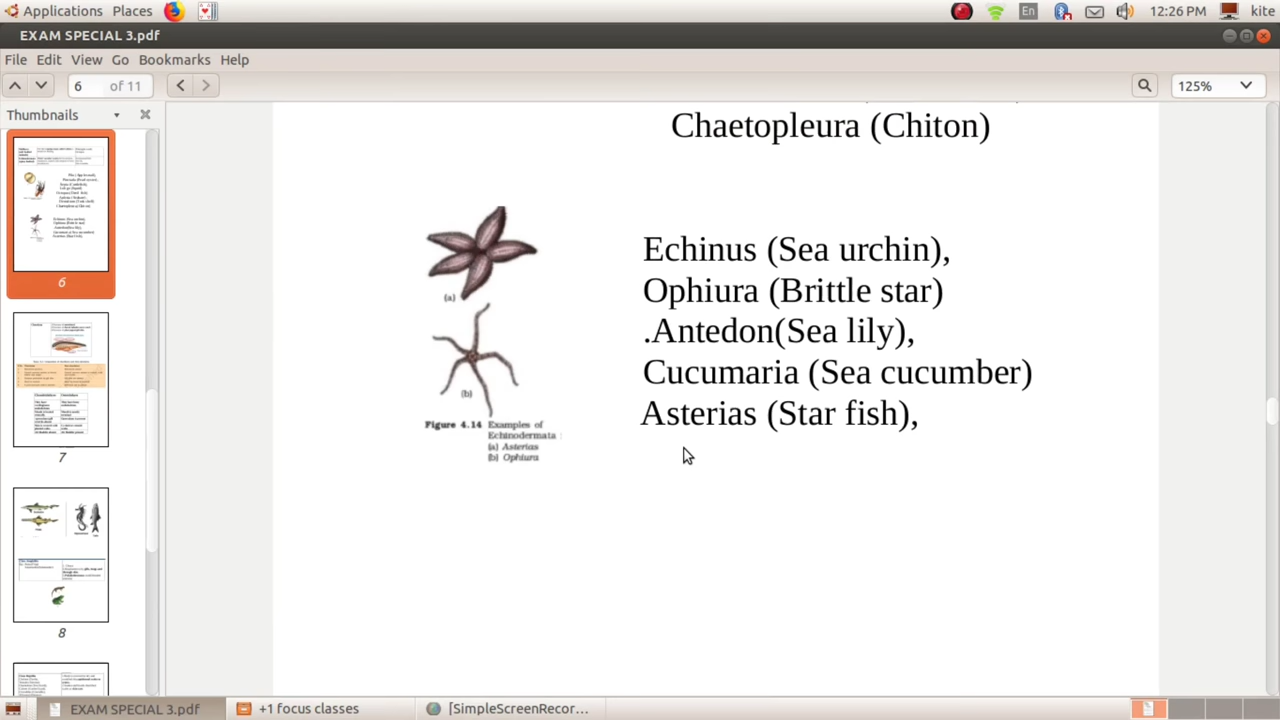 Applications Places En 12:26 PM kite
EXAM SPECIAL 3.pdf
File Edit View Go Bookmarks Help
6 of 11 125%
Thumbnails
6
7
8
Chaetopleura (Chiton)
Echinus (Sea urchin),
Ophiura (Brittle star)
.Antedon(Sea lily),
Cucumaria (Sea cucumber)
Asterias (Star fish),
(a)
(b)
Figure 4.14 Examples of
Echinodermata :
(a) Asterias
(b) Ophiura
EXAM SPECIAL 3.pdf +1 focus classes [SimpleScreenRecor...